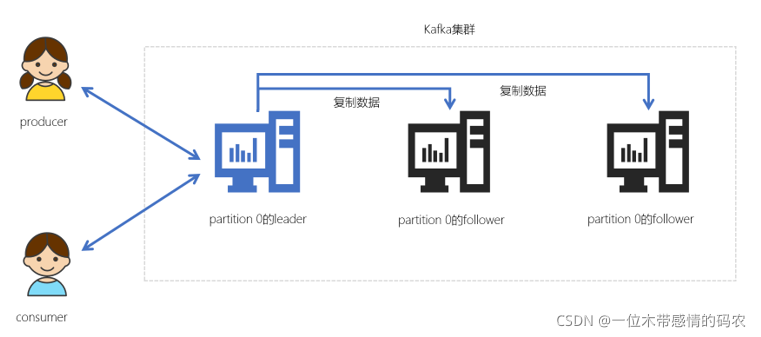 Kafka集群
复制数据
复制数据
producer
partition 0的leader
partition 0的follower
partition 0的follower
consumer
CSDN @一位木带感情的码农